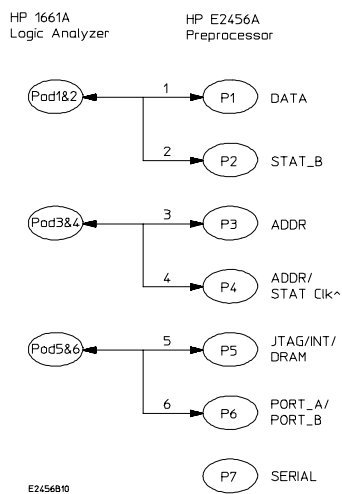 HP 1661A
Logic Analyzer
HP E2456A
Preprocessor
Pod1&2
1
P1
DATA
2
P2
STAT_B
Pod3&4
3
P3
ADDR
4
P4
ADDR/
STAT Clk^
Pod5&6
5
P5
JTAG/INT/
DRAM
6
P6
PORT_A/
PORT_B
P7
SERIAL
E2456B10